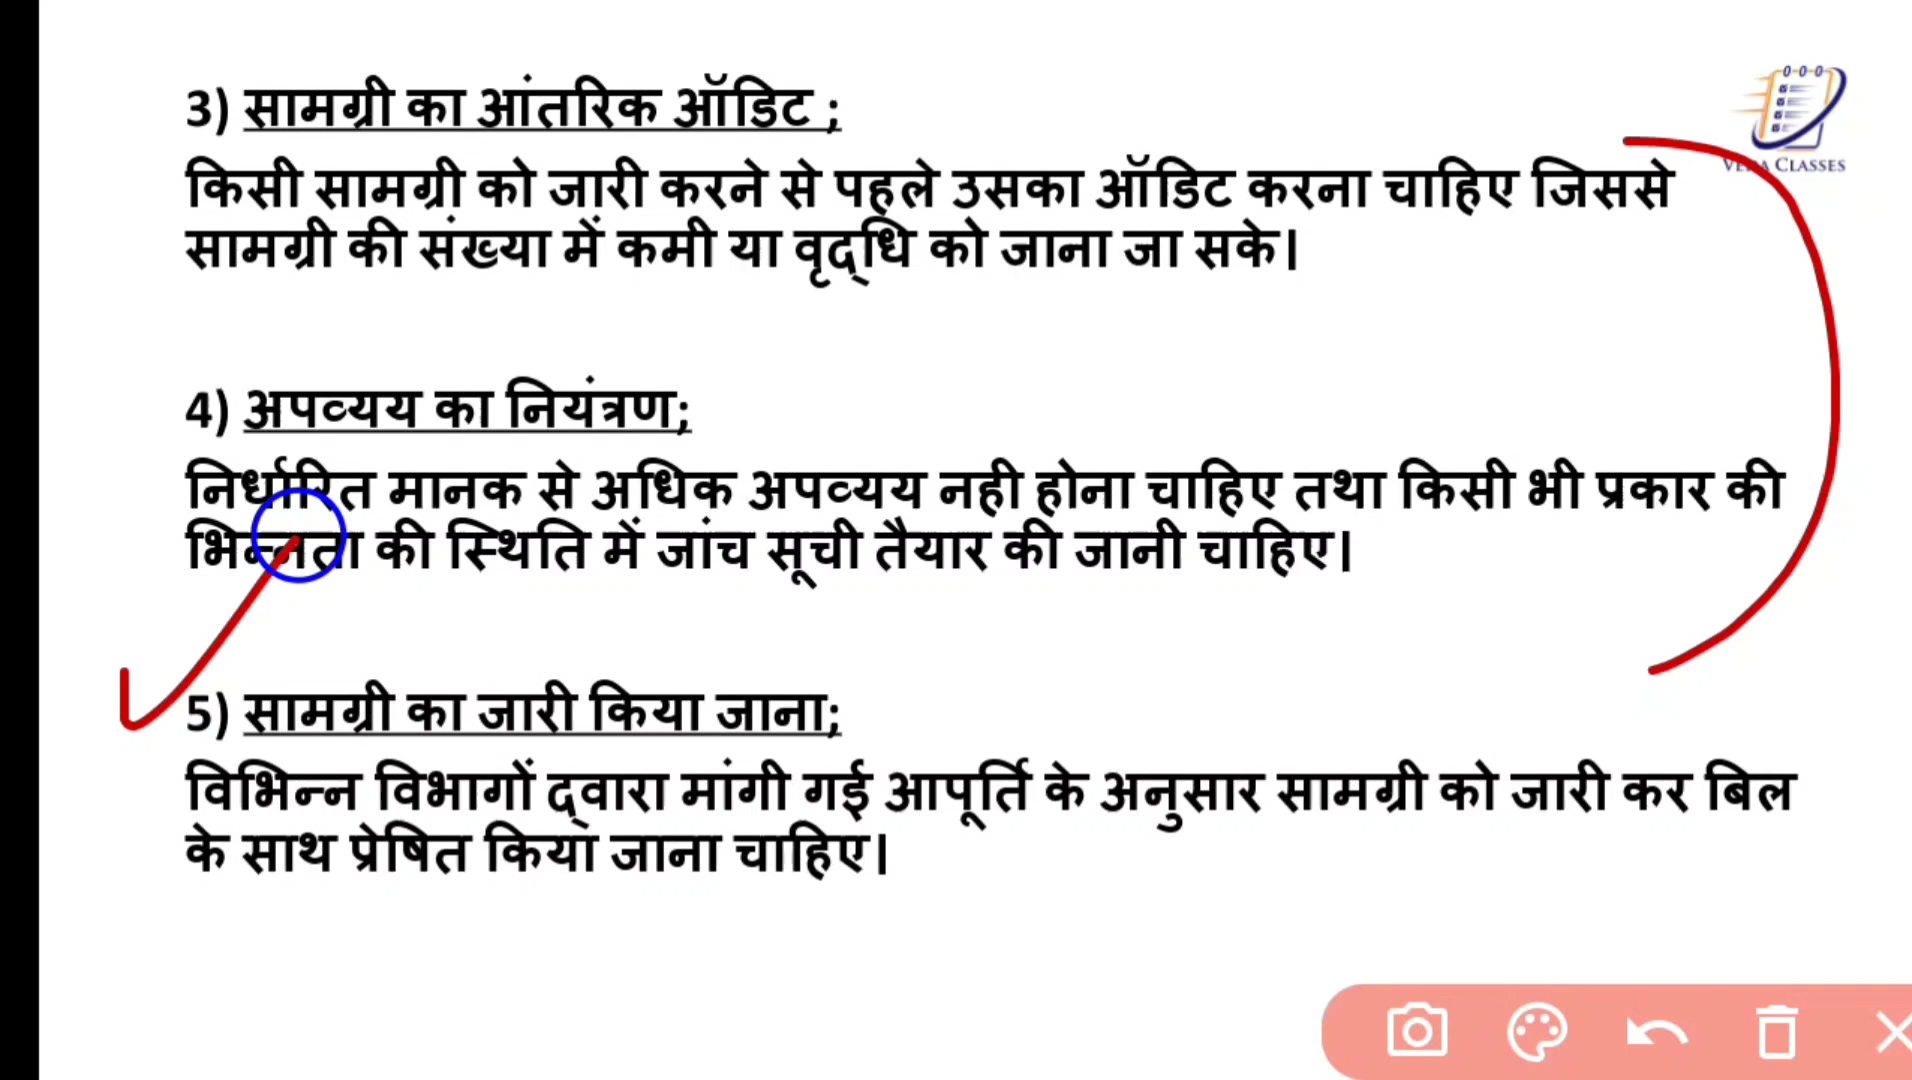 3) सामग्री का आंतरिक ऑडिट ;
किसी सामग्री को जारी करने से पहले उसका ऑडिट करना चाहिए जिससे
सामग्री की संख्या में कमी या वृद्धि को जाना जा सके।
4) अपव्यय का नियंत्रण;
निर्धारित मानक से अधिक अपव्यय नही होना चाहिए तथा किसी भी प्रकार की
भिन्नता की स्थिति में जांच सूची तैयार की जानी चाहिए।
5) सामग्री का जारी किया जाना;
विभिन्न विभागों द्वारा मांगी गई आपूर्ति के अनुसार सामग्री को जारी कर बिल
के साथ प्रेषित किया जाना चाहिए।
CLASSES